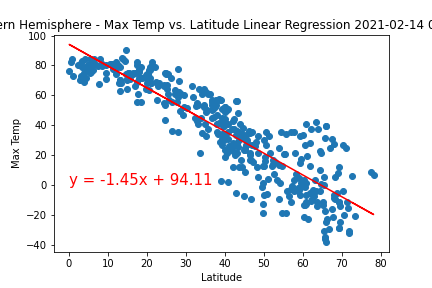 ern Hemisphere - Max Temp vs. Latitude Linear Regression 2021-02-14 0
100
80
60
40
20
0
−20
−40
Max Temp
y = -1.45x + 94.11
0 10 20 30 40 50 60 70 80
Latitude